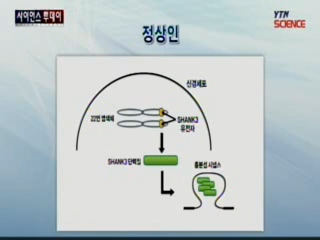 사이언스 투데이
YTN
SCIENCE
정상인
신경세포
22번 염색체
SHANK3
유전자
SHANK3 단백질
흥분성 시냅스